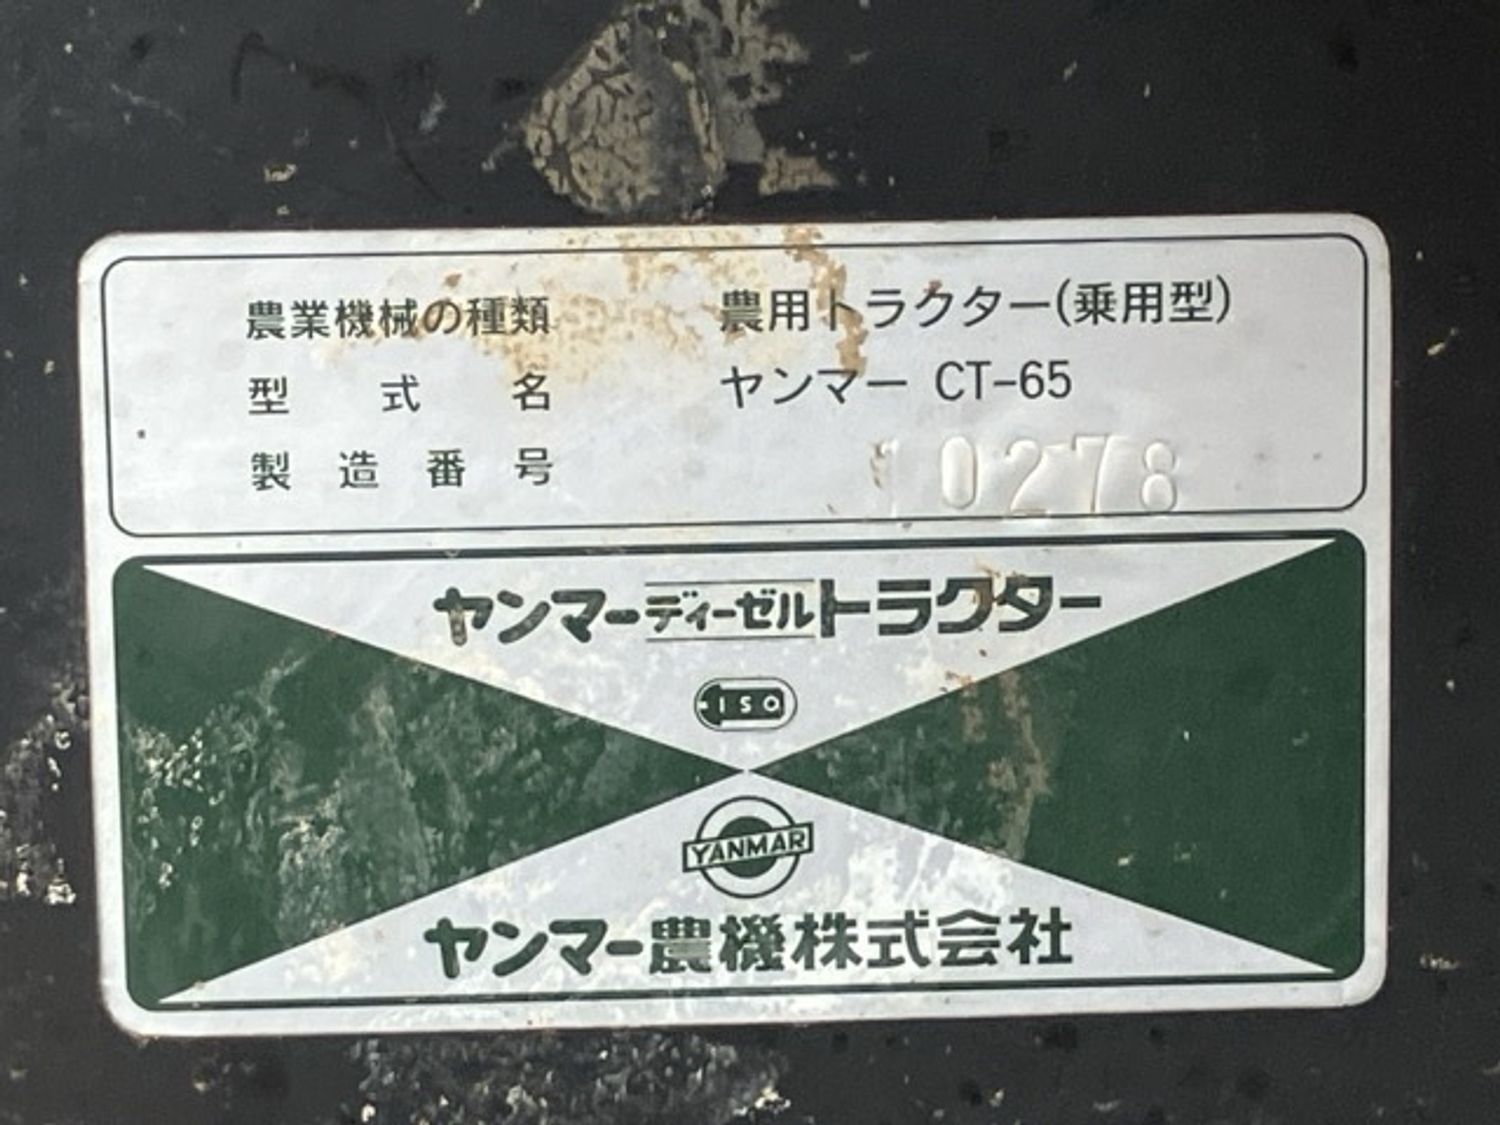 農業機械の種類 農用トラクター(乗用型)
型式名 ヤンマー CT-65
製造番号 10278
ヤンマーディーゼルトラクター
ISO
YANMAR
ヤンマー農機株式会社